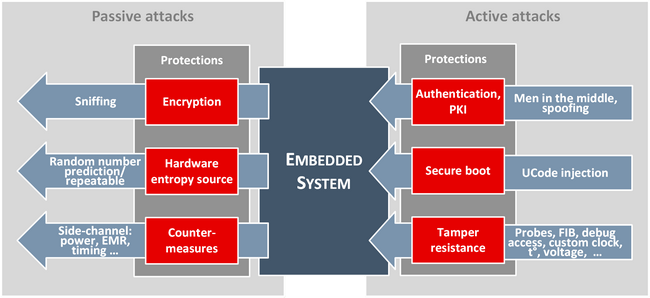 Passive attacks
Active attacks
Protections
Protections
Sniffing
Encryption
Random number
prediction/
repeatable
Hardware
entropy source
Side-channel:
power, EMR,
timing ...
Counter-
measures
EMBEDDED
SYSTEM
Authentication,
PKI
Men in the middle,
spoofing
Secure boot
UCode injection
Tamper
resistance
Probes, FIB, debug
access, custom clock,
t°, voltage, ...